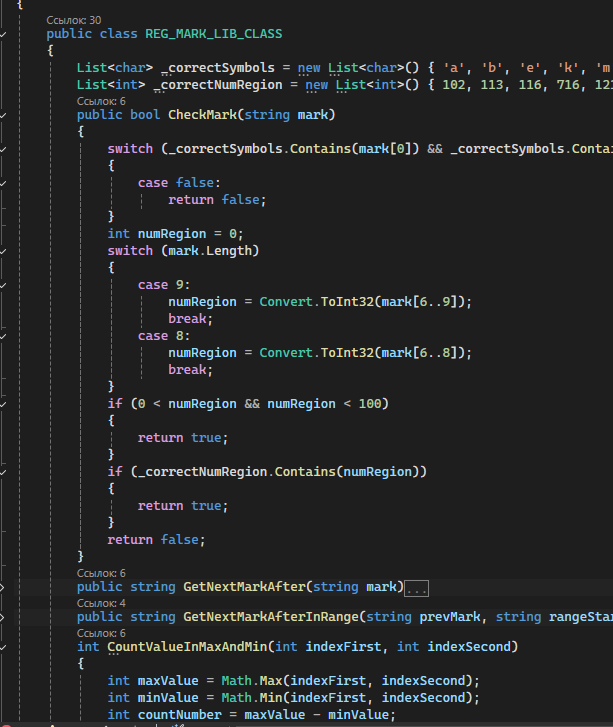 {
Ссылок: 30
public class REG_MARK_LIB_CLASS
{
List<char> _correctSymbols = new List<char>() { 'a', 'b', 'e', 'k', 'm
List<int> _correctNumRegion = new List<int>() { 102, 113, 116, 716, 121
Ссылок: 6
public bool CheckMark(string mark)
{
switch (_correctSymbols.Contains(mark[0]) && _correctSymbols.Contai
{
case false:
return false;
}
int numRegion = 0;
switch (mark.Length)
{
case 9:
numRegion = Convert.ToInt32(mark[6..9]);
break;
case 8:
numRegion = Convert.ToInt32(mark[6..8]);
break;
}
if (0 < numRegion && numRegion < 100)
{
return true;
}
if (_correctNumRegion.Contains(numRegion))
{
return true;
}
return false;
}
Ссылок: 6
public string GetNextMarkAfter(string mark)...
Ссылок: 4
public string GetNextMarkAfterInRange(string prevMark, string rangeStar
Ссылок: 6
int CountValueInMaxAndMin(int indexFirst, int indexSecond)
{
int maxValue = Math.Max(indexFirst, indexSecond);
int minValue = Math.Min(indexFirst, indexSecond);
int countNumber = maxValue - minValue;